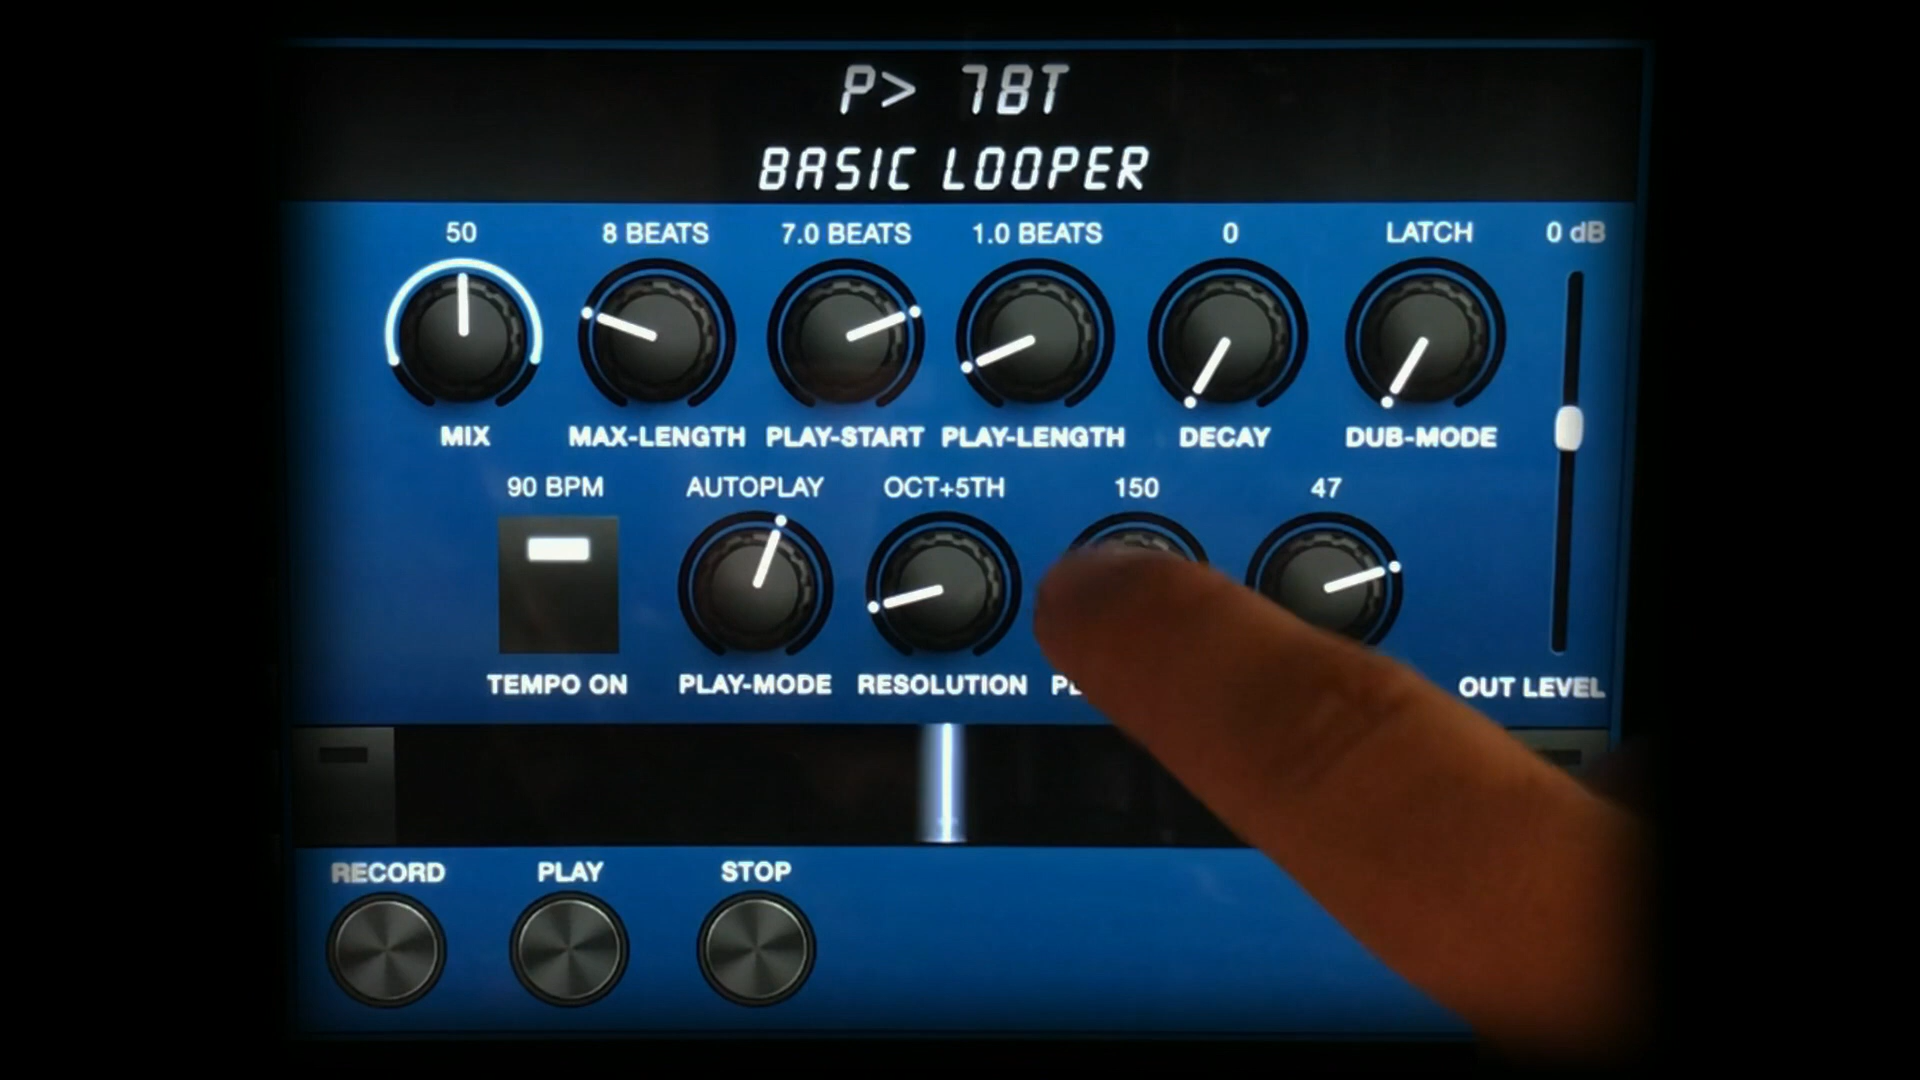 P> 7BT
BASIC LOOPER
50 8 BEATS 7.0 BEATS 1.0 BEATS 0 LATCH 0 dB
MIX MAX-LENGTH PLAY-START PLAY-LENGTH DECAY DUB-MODE
90 BPM AUTOPLAY OCT+5TH 150 47
TEMPO ON PLAY-MODE RESOLUTION OUT LEVEL
RECORD PLAY STOP